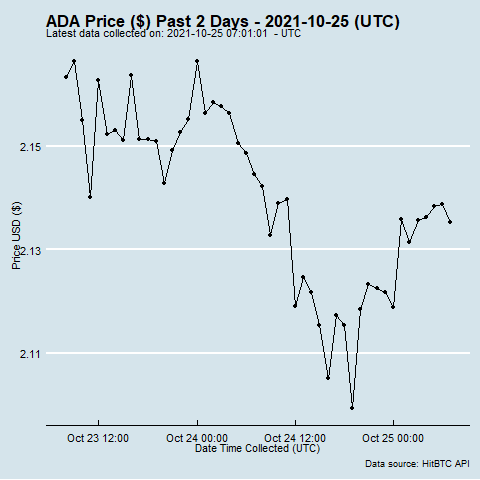 ADA Price ($) Past 2 Days - 2021-10-25 (UTC)
Latest data collected on: 2021-10-25 07:01:01 - UTC
2.15
2.13
2.11
Price USD ($)
Oct 23 12:00 Oct 24 00:00 Oct 24 12:00 Oct 25 00:00
Date Time Collected (UTC)
Data source: HitBTC API